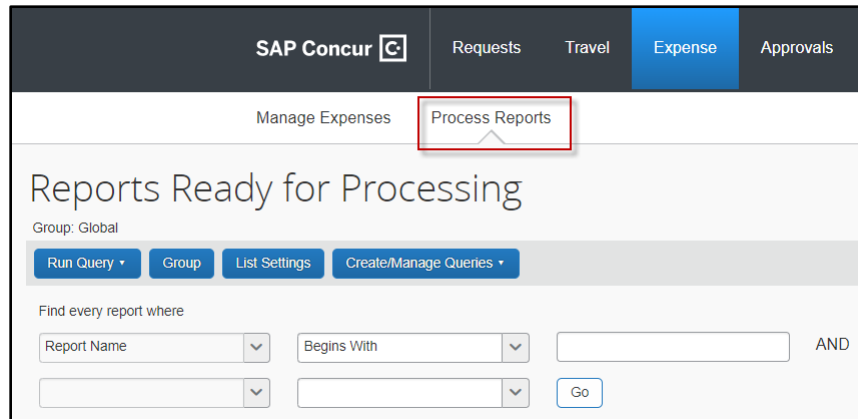 SAP Concur C Requests Travel Expense Approvals
Manage Expenses Process Reports
Reports Ready for Processing
Group: Global
Run Query Group List Settings Create/Manage Queries
Find every report where
Report Name Begins With AND
Go